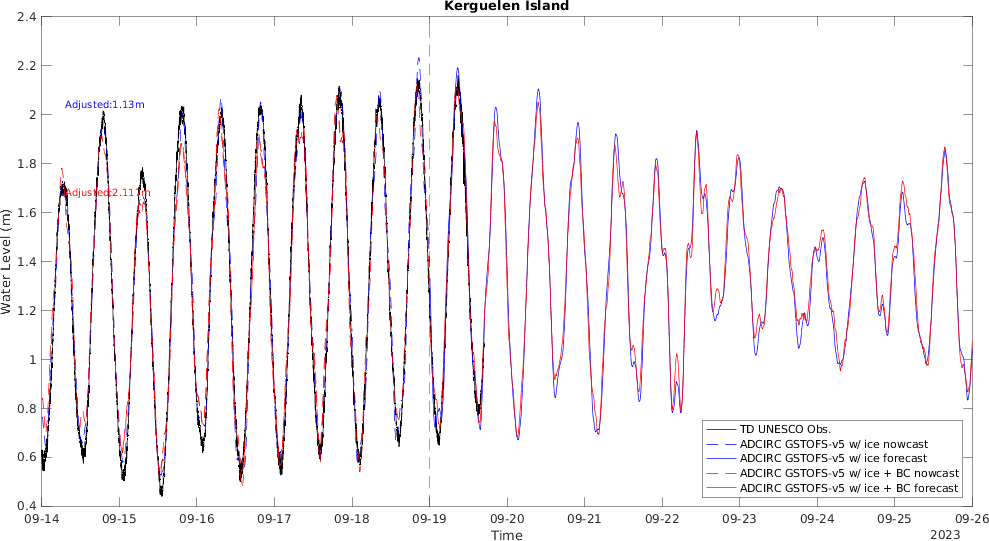 Kerguelen Island
2.4
2.2
2
1.8
1.6
1.4
1.2
1
0.8
0.6
0.4
Water Level (m)
Adjusted:1.13m
Adjusted:2.117m
TD UNESCO Obs.
ADCIRC GSTOFS-v5 w/ ice nowcast
ADCIRC GSTOFS-v5 w/ ice forecast
ADCIRC GSTOFS-v5 w/ ice + BC nowcast
ADCIRC GSTOFS-v5 w/ ice + BC forecast
09-14 09-15 09-16 09-17 09-18 09-19 09-20 09-21 09-22 09-23 09-24 09-25 09-26
Time
2023